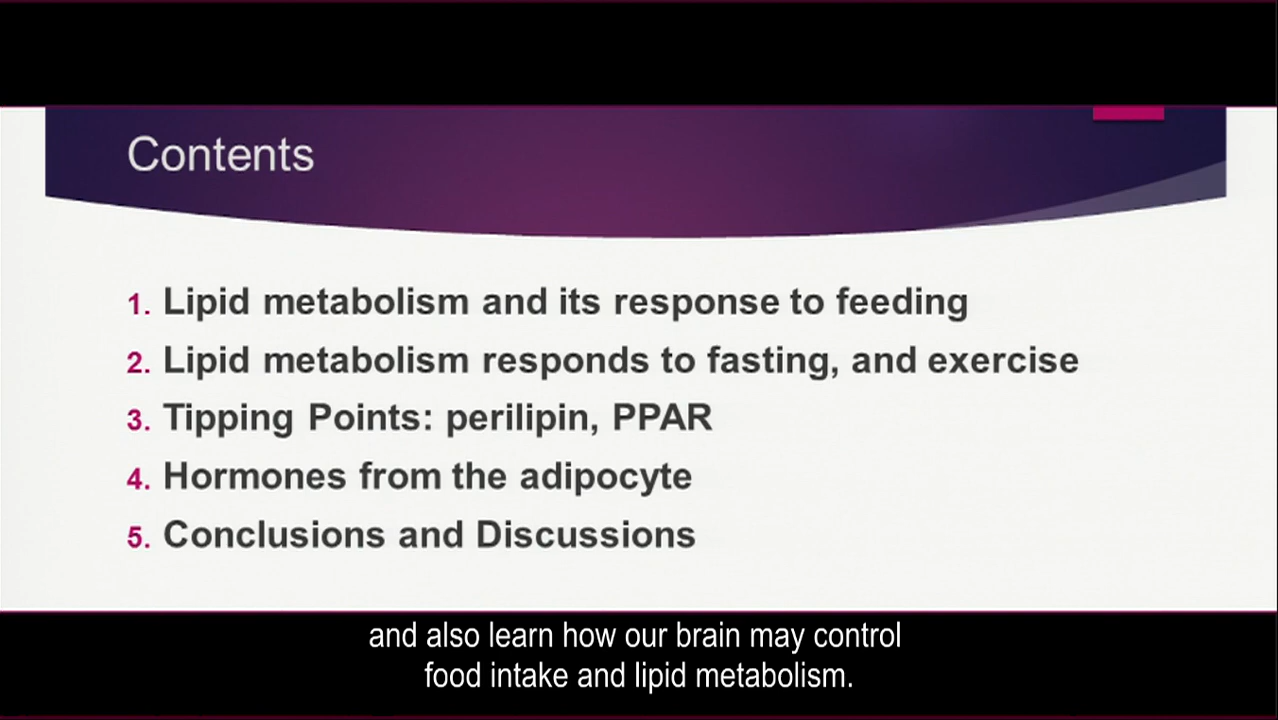 Contents
1. Lipid metabolism and its response to feeding
2. Lipid metabolism responds to fasting, and exercise
3. Tipping Points: perilipin, PPAR
4. Hormones from the adipocyte
5. Conclusions and Discussions
and also learn how our brain may control
food intake and lipid metabolism.